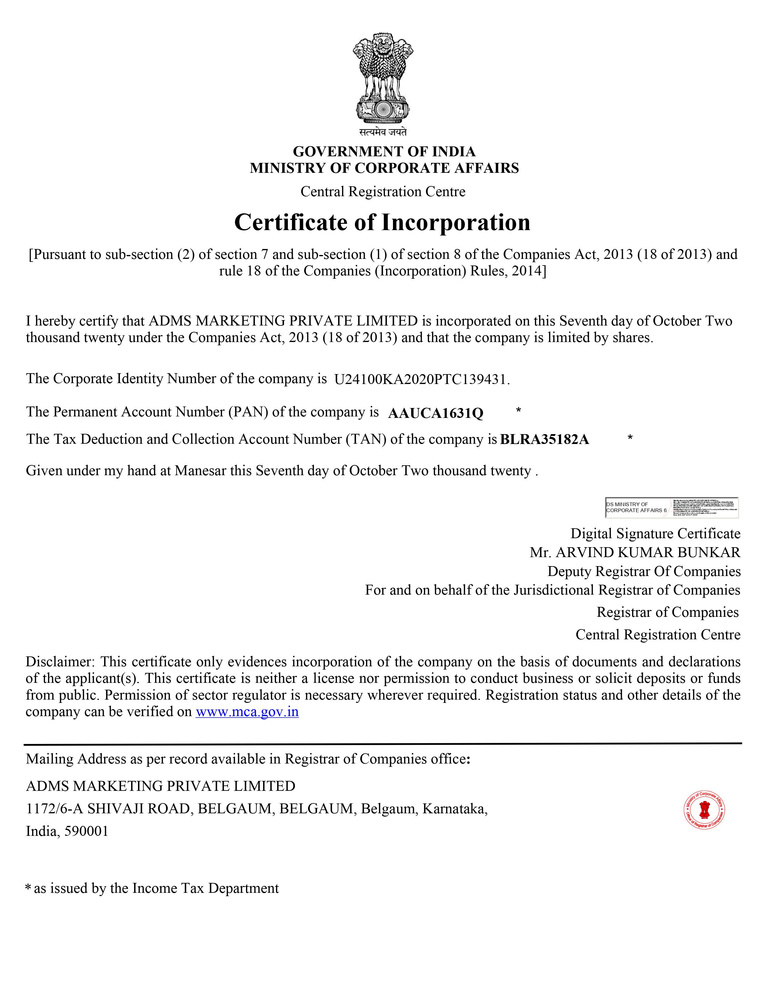 सत्यमेव जयते
GOVERNMENT OF INDIA
MINISTRY OF CORPORATE AFFAIRS
Central Registration Centre
Certificate of Incorporation
[Pursuant to sub-section (2) of section 7 and sub-section (1) of section 8 of the Companies Act, 2013 (18 of 2013) and
rule 18 of the Companies (Incorporation) Rules, 2014]
I hereby certify that ADMS MARKETING PRIVATE LIMITED is incorporated on this Seventh day of October Two
thousand twenty under the Companies Act, 2013 (18 of 2013) and that the company is limited by shares.
The Corporate Identity Number of the company is U24100KA2020PTC139431.
The Permanent Account Number (PAN) of the company is AAUCA1631Q *
The Tax Deduction and Collection Account Number (TAN) of the company is BLRA35182A *
Given under my hand at Manesar this Seventh day of October Two thousand twenty .
DS MINISTRY OF
CORPORATE AFFAIRS 6
Digital Signature Certificate
Mr. ARVIND KUMAR BUNKAR
Deputy Registrar Of Companies
For and on behalf of the Jurisdictional Registrar of Companies
Registrar of Companies
Central Registration Centre
Disclaimer: This certificate only evidences incorporation of the company on the basis of documents and declarations
of the applicant(s). This certificate is neither a license nor permission to conduct business or solicit deposits or funds
from public. Permission of sector regulator is necessary wherever required. Registration status and other details of the
company can be verified on www.mca.gov.in
Mailing Address as per record available in Registrar of Companies office:
ADMS MARKETING PRIVATE LIMITED
1172/6-A SHIVAJI ROAD, BELGAUM, BELGAUM, Belgaum, Karnataka,
India, 590001
Ministry of Corporate Affairs
Office of Registrar of Companies
* as issued by the Income Tax Department